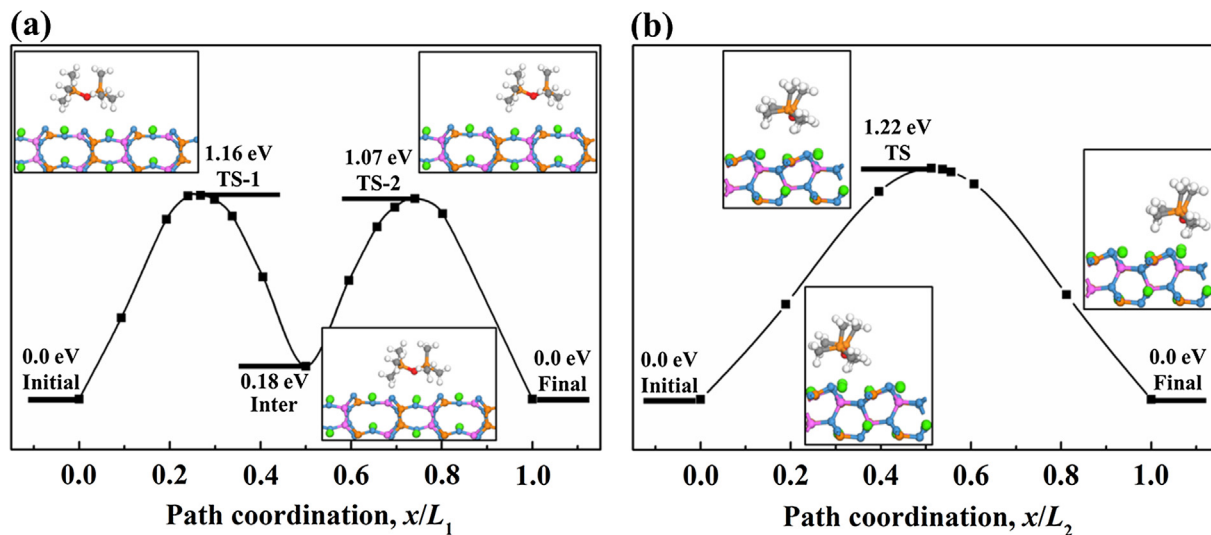 (a)
1.16 eV
TS-1
1.07 eV
TS-2
0.0 eV
Initial
0.18 eV
Inter
0.0 eV
Final
0.0 0.2 0.4 0.6 0.8 1.0
Path coordination, x/L1
(b)
1.22 eV
TS
0.0 eV
Initial
0.0 eV
Final
0.0 0.2 0.4 0.6 0.8 1.0
Path coordination, x/L2